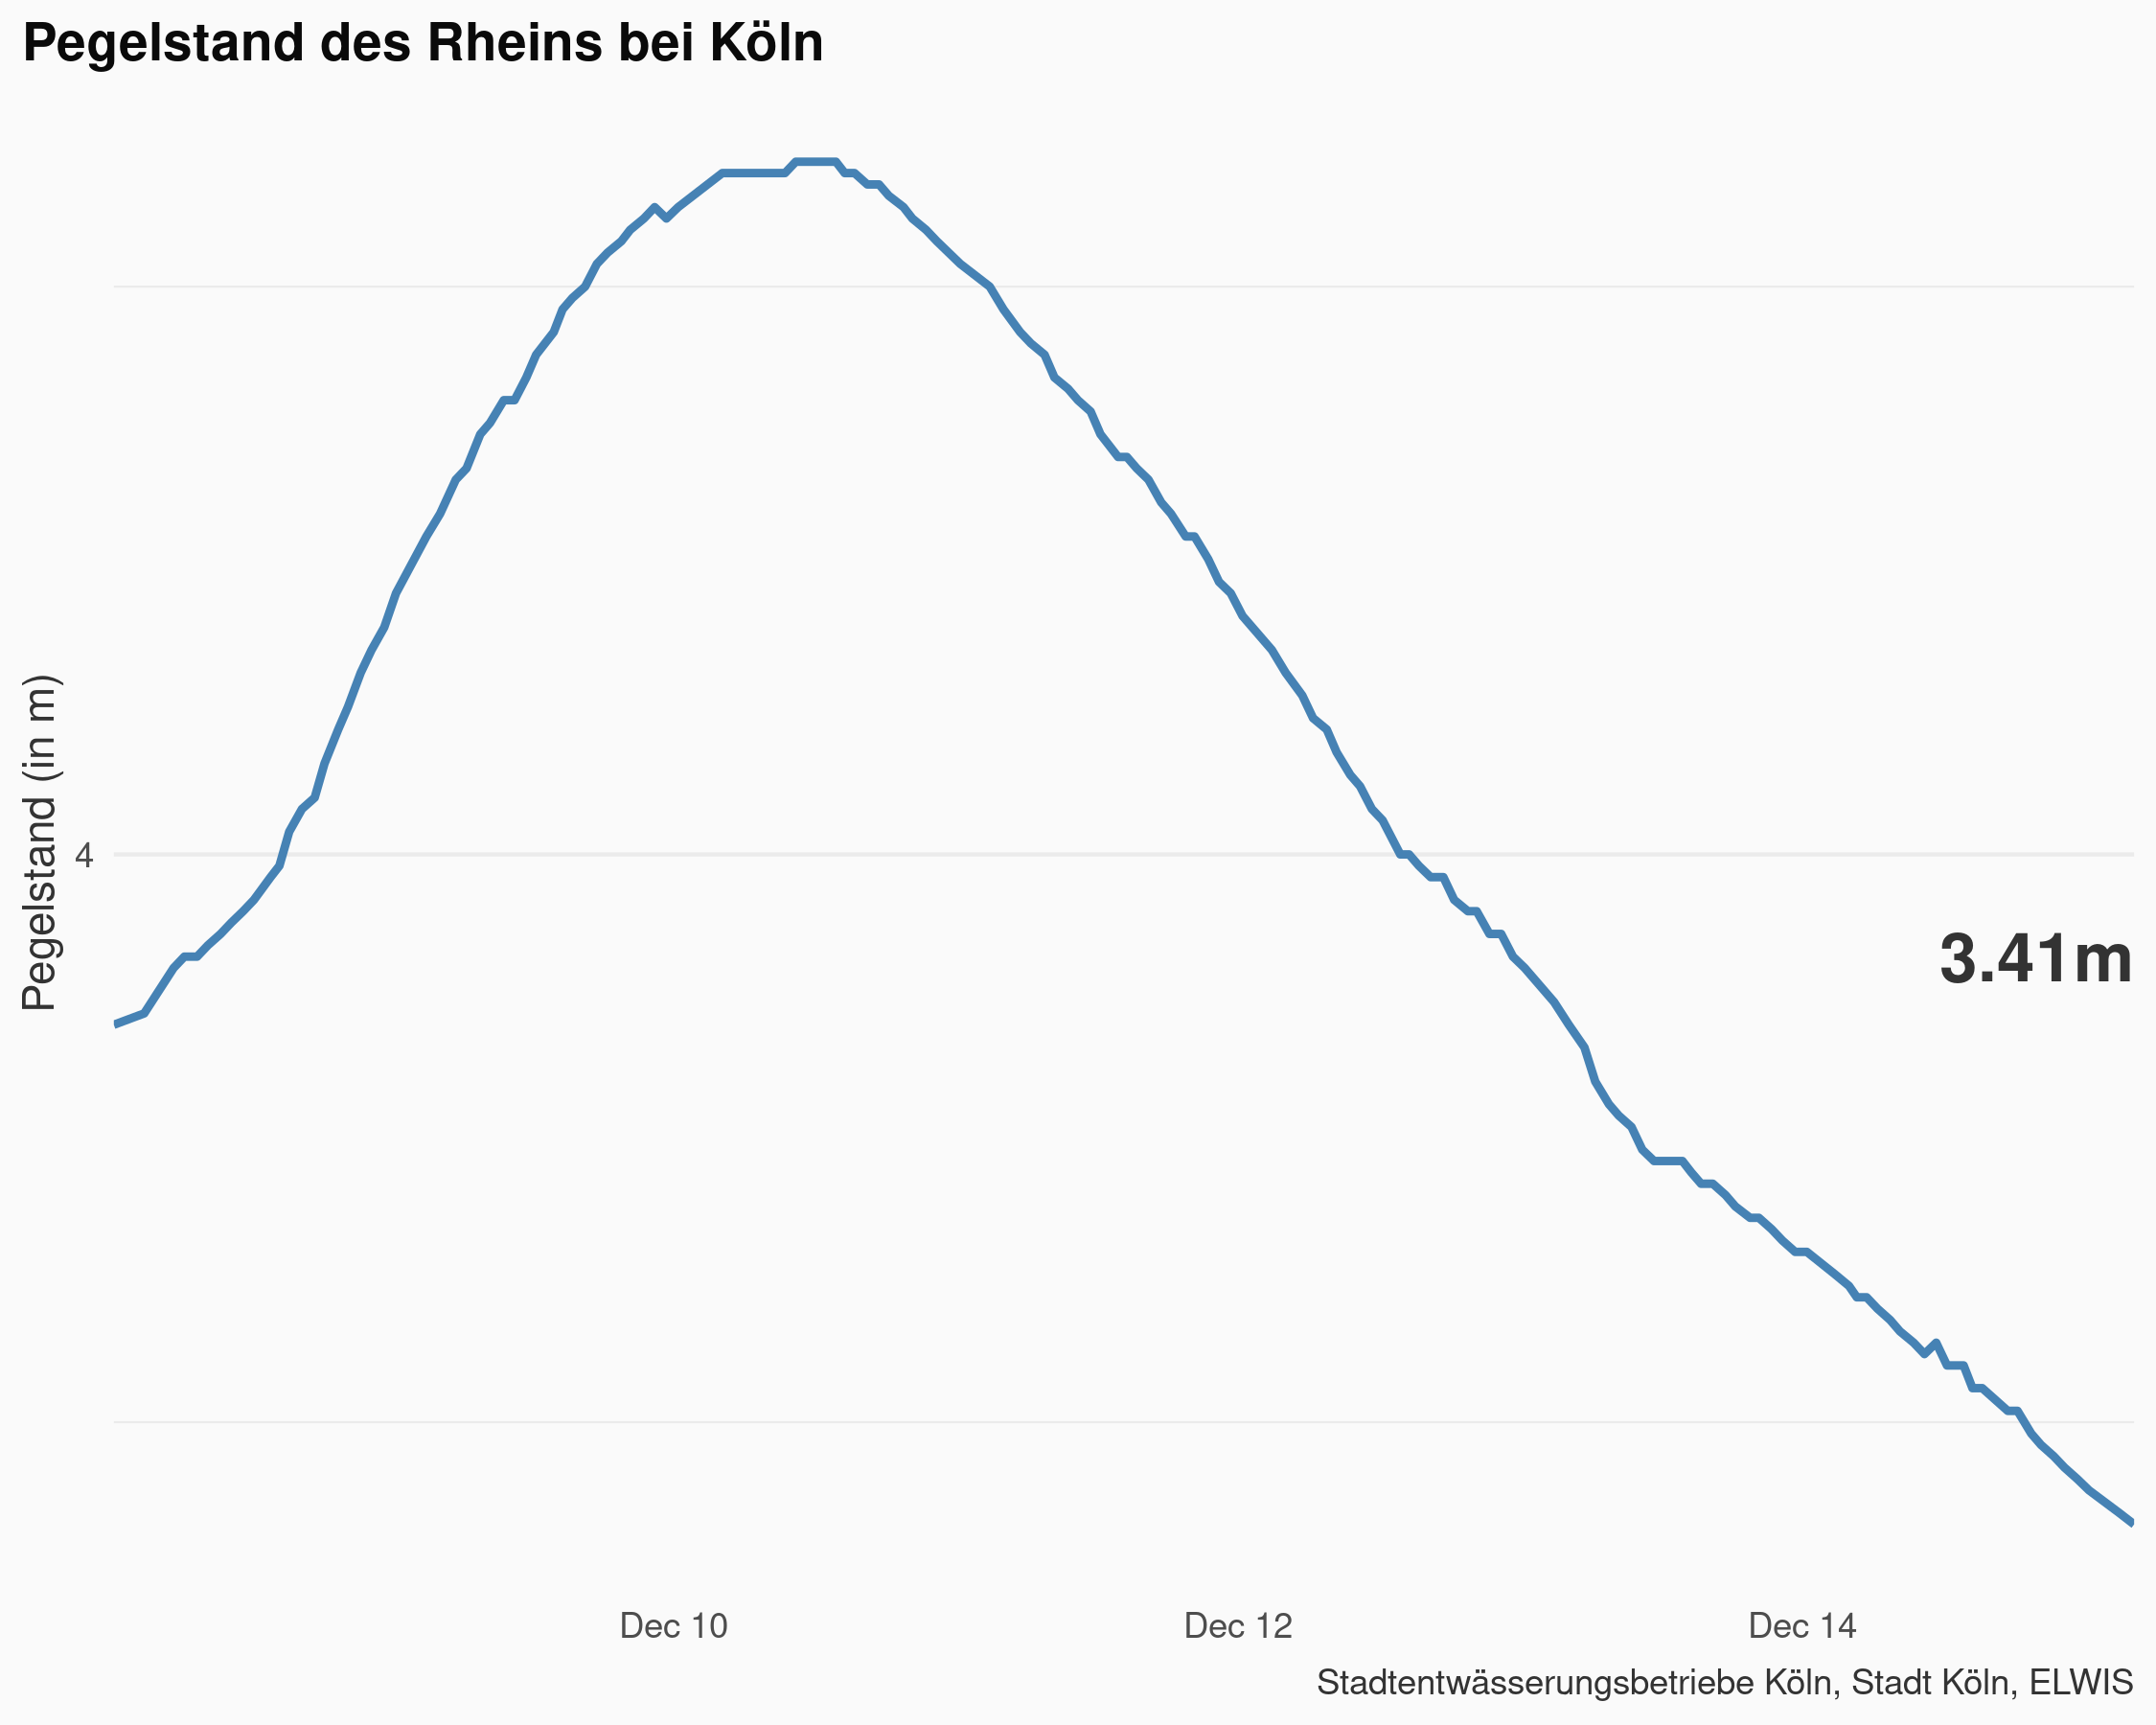 Pegelstand des Rheins bei Köln
Pegelstand (in m)
4
3.41m
Dec 10
Dec 12
Dec 14
Stadtentwässerungsbetriebe Köln, Stadt Köln, ELWIS